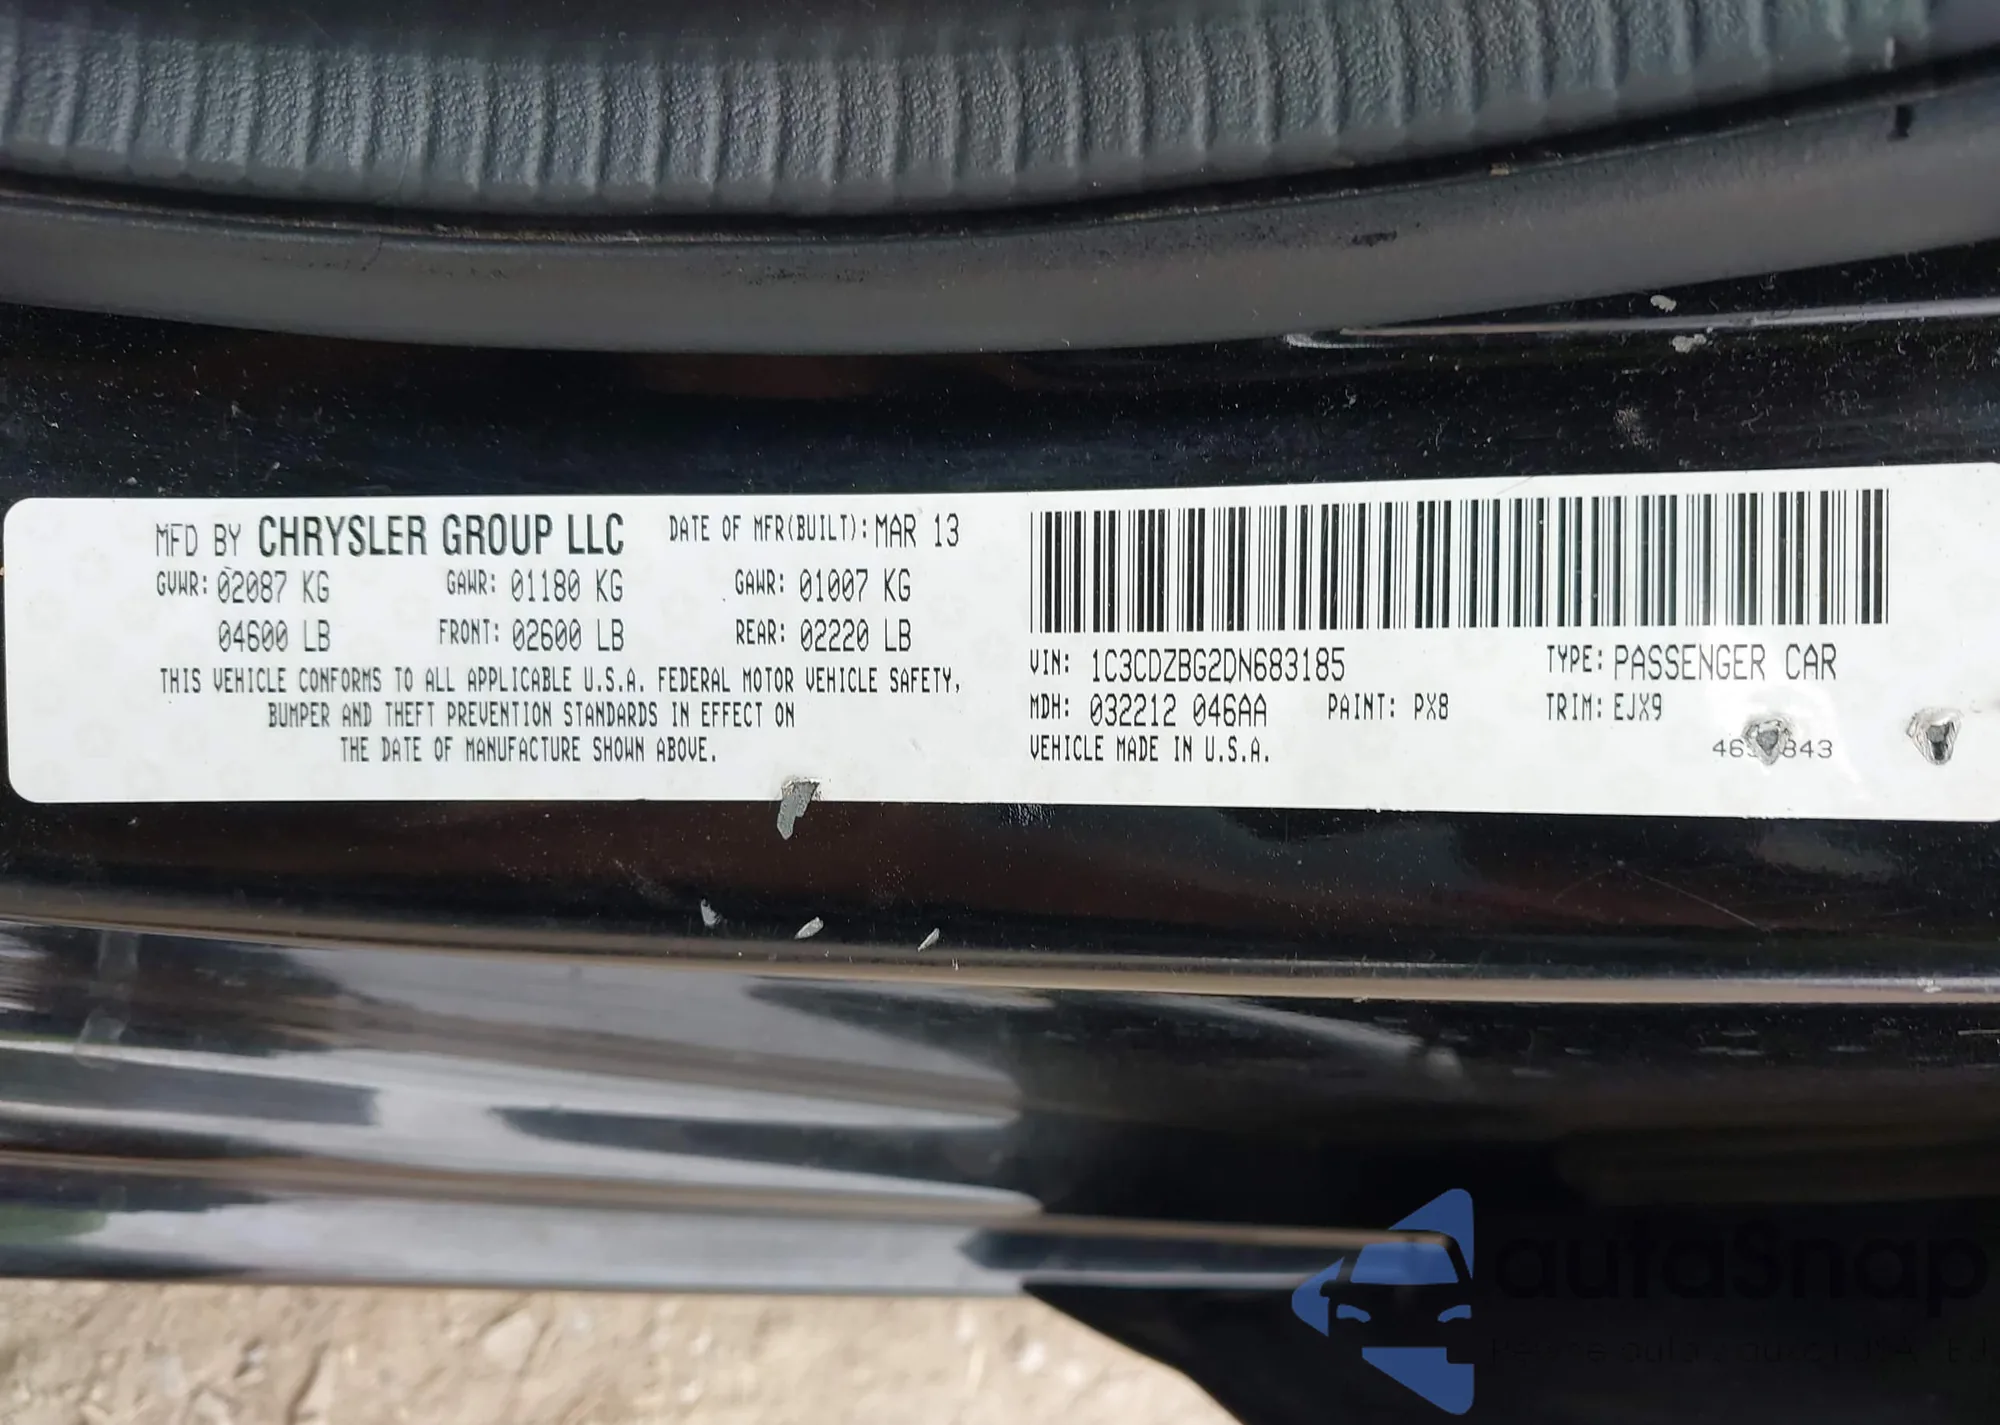 MFD BY CHRYSLER GROUP LLC DATE OF MFR(BUILT): MAR 13
GVWR: 02087 KG GAWR: 01180 KG GAWR: 01007 KG
04600 LB FRONT: 02600 LB REAR: 02220 LB
THIS VEHICLE CONFORMS TO ALL APPLICABLE U.S.A. FEDERAL MOTOR VEHICLE SAFETY,
BUMPER AND THEFT PREVENTION STANDARDS IN EFFECT ON
THE DATE OF MANUFACTURE SHOWN ABOVE.
VIN: 1C3CDZBG2DN683185 TYPE: PASSENGER CAR
MDH: 032212 046AA PAINT: PX8 TRIM: EJX9
VEHICLE MADE IN U.S.A.
autoSnap